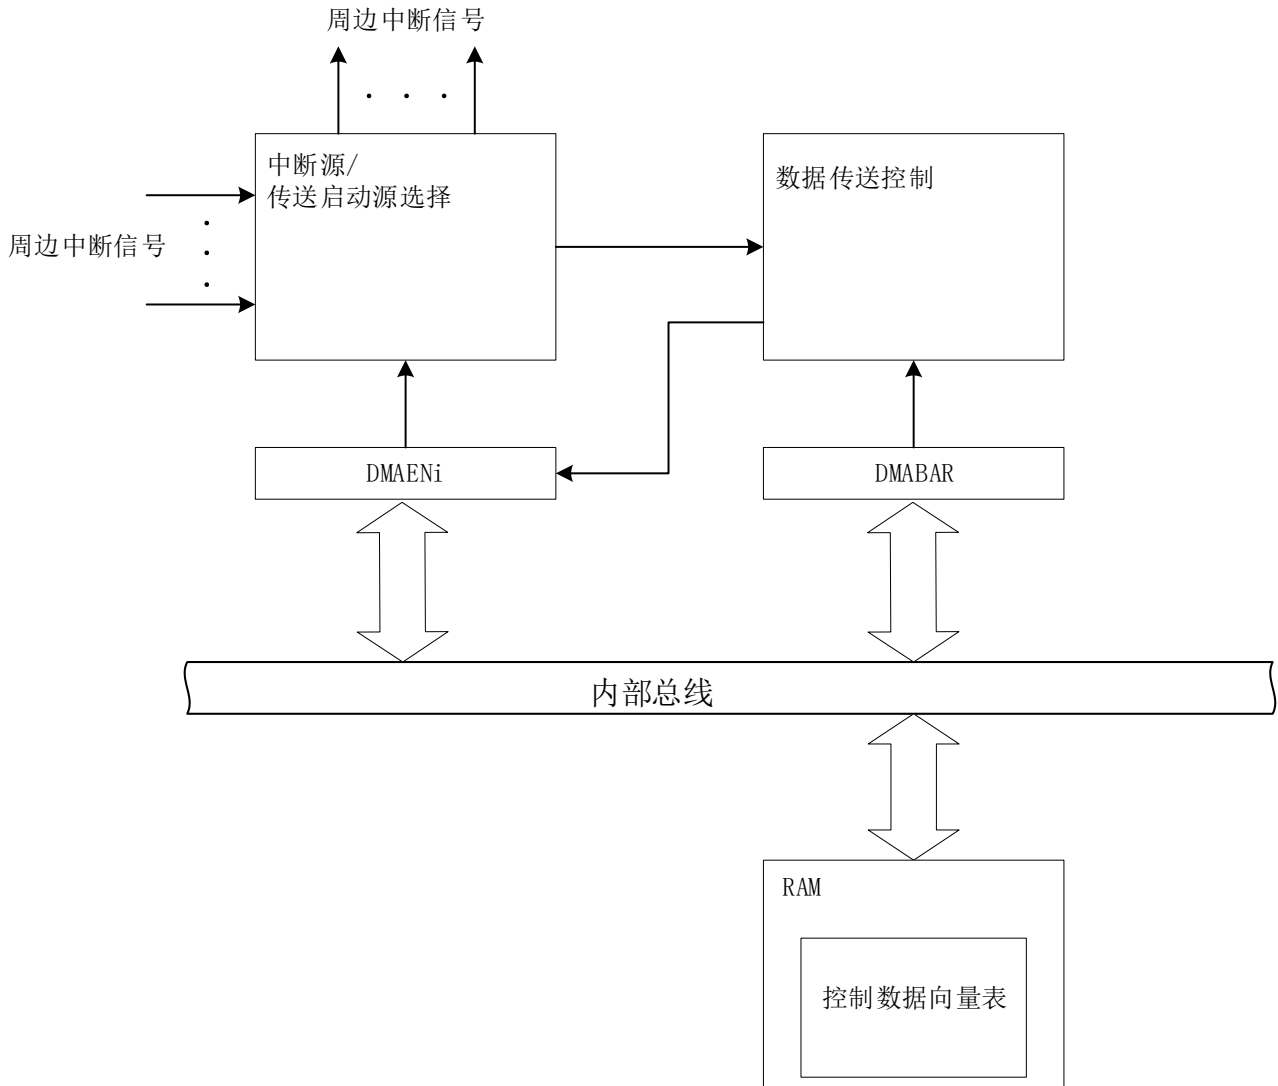 周边中断信号
中断源/
传送启动源选择
数据传送控制
周边中断信号
DMAENi
DMABAR
内部总线
RAM
控制数据向量表